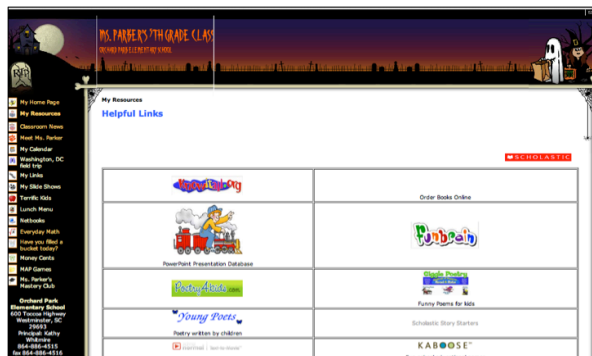 MS. PARKER'S 7TH GRADE CLASS
ORCHARD PARK ELEMENTARY SCHOOL
RIP
My Home Page
My Resources
Classroom News
Meet Ms. Parker
My Calendar
Washington, DC
field trip
My Links
My Slide Shows
Terrific Kids
Lunch Menu
Netbooks
Everyday Math
Have you filled a
bucket today?
Money Cents
MAP Games
Ms. Parker's
Mastery Club
Orchard Park
Elementary School
600 Toccoa Highway
Westminster, SC
29693
Principal: Kathy
Whitmire
864-886-4515
fax 864-886-4516
My Resources
Helpful Links
SCHOLASTIC
Order Books Online
PowerPoint Presentation Database
Funbrain
Poetry4kids.com
Giggle Poetry
Funny Poems for kids
Young Poets
Poetry written by children
Scholastic Story Starters
KABOOSE